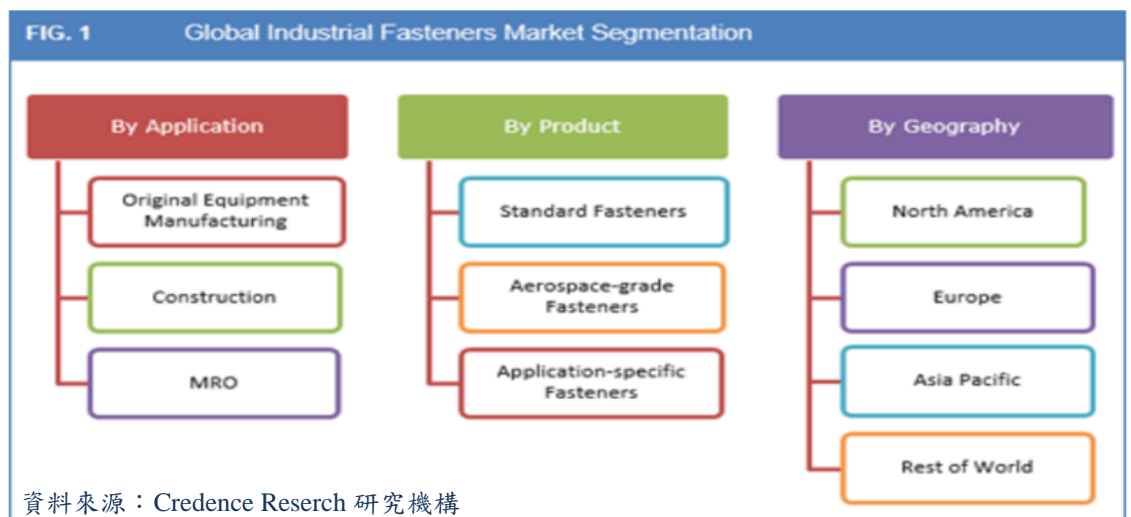 FIG. 1 Global Industrial Fasteners Market Segmentation
By Application
Original Equipment
Manufacturing
Construction
MRO
By Product
Standard Fasteners
Aerospace-grade
Fasteners
Application-specific
Fasteners
By Geography
North America
Europe
Asia Pacific
Rest of World
資料來源：Credence Reserch 研究機構